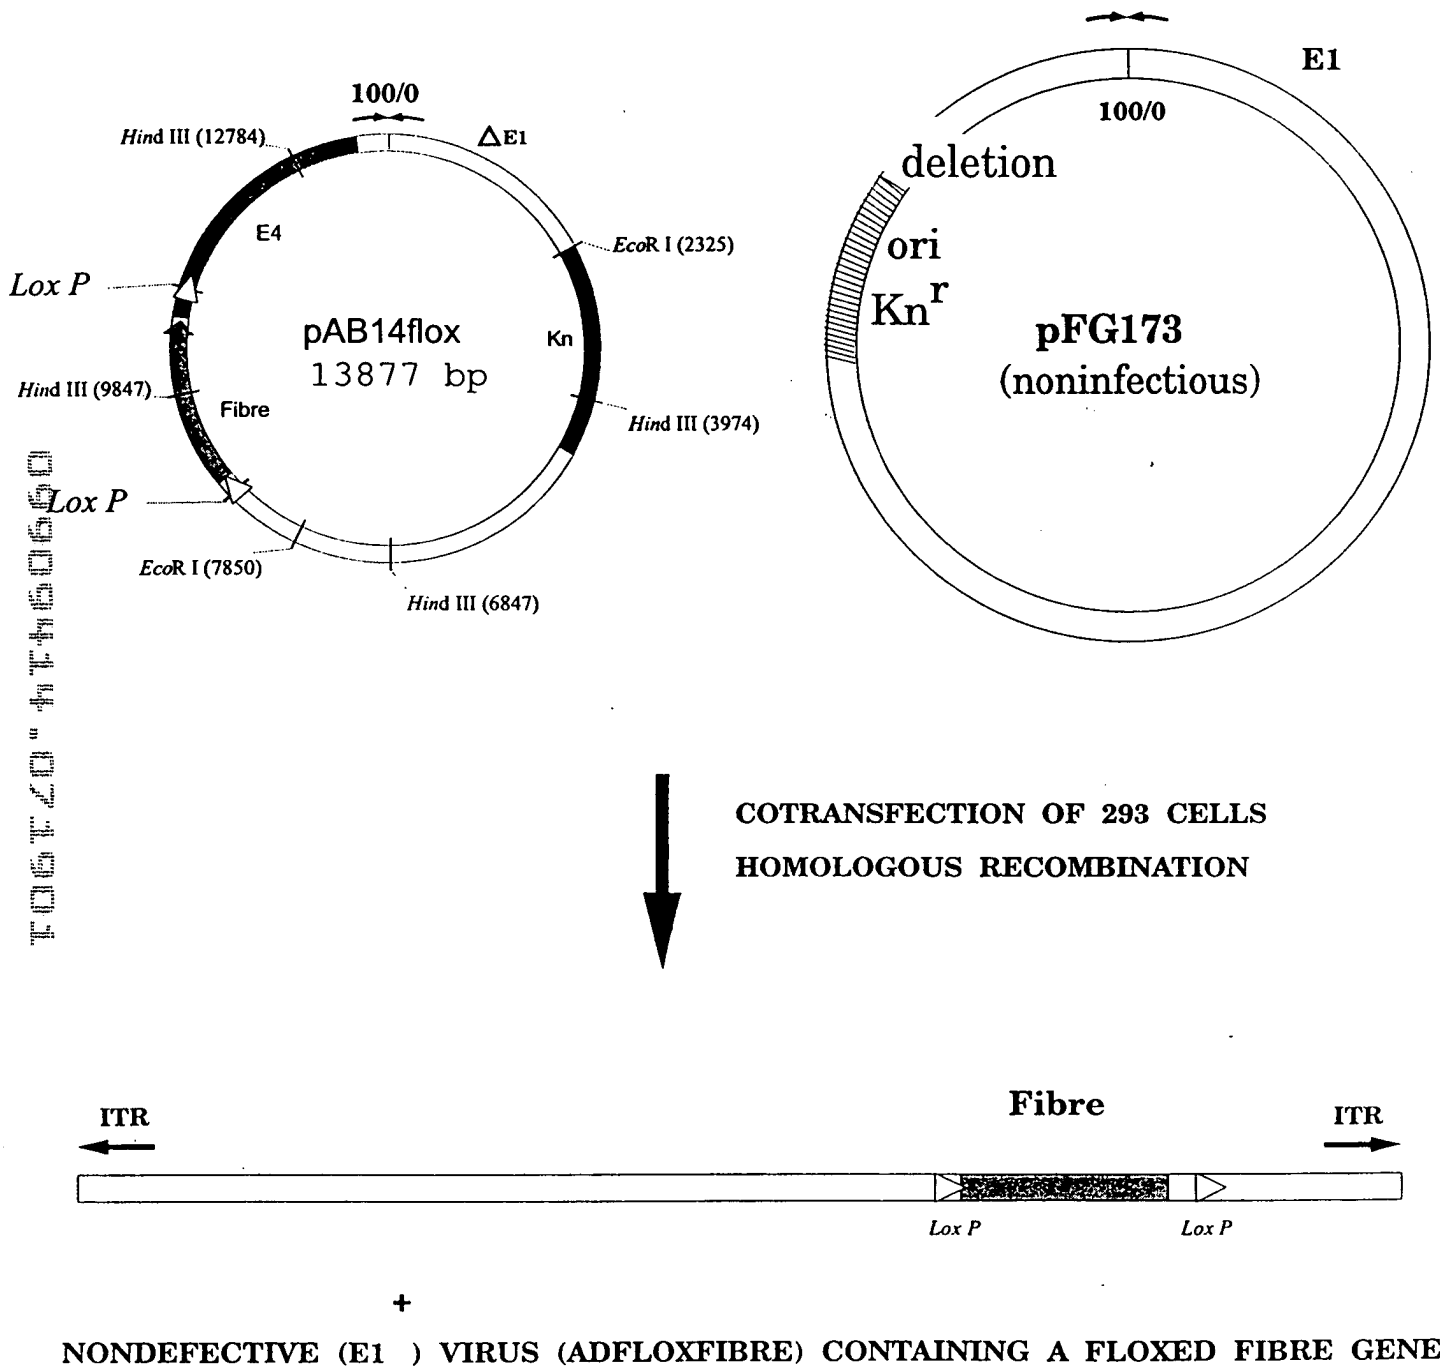 100/0
Hind III (12784)
△E1
EcoR I (2325)
E4
Lox P
pAB14flox
13877 bp
Kn
Hind III (9847)
Fibre
Hind III (3974)
Lox P
EcoR I (7850)
Hind III (6847)
E1
100/0
deletion
ori
Knr
pFG173
(noninfectious)
COTRANSFECTION OF 293 CELLS
HOMOLOGOUS RECOMBINATION
ITR
Fibre
ITR
Lox P
Lox P
+
NONDEFECTIVE (E1 ) VIRUS (ADFLOXFIBRE) CONTAINING A FLOXED FIBRE GENE